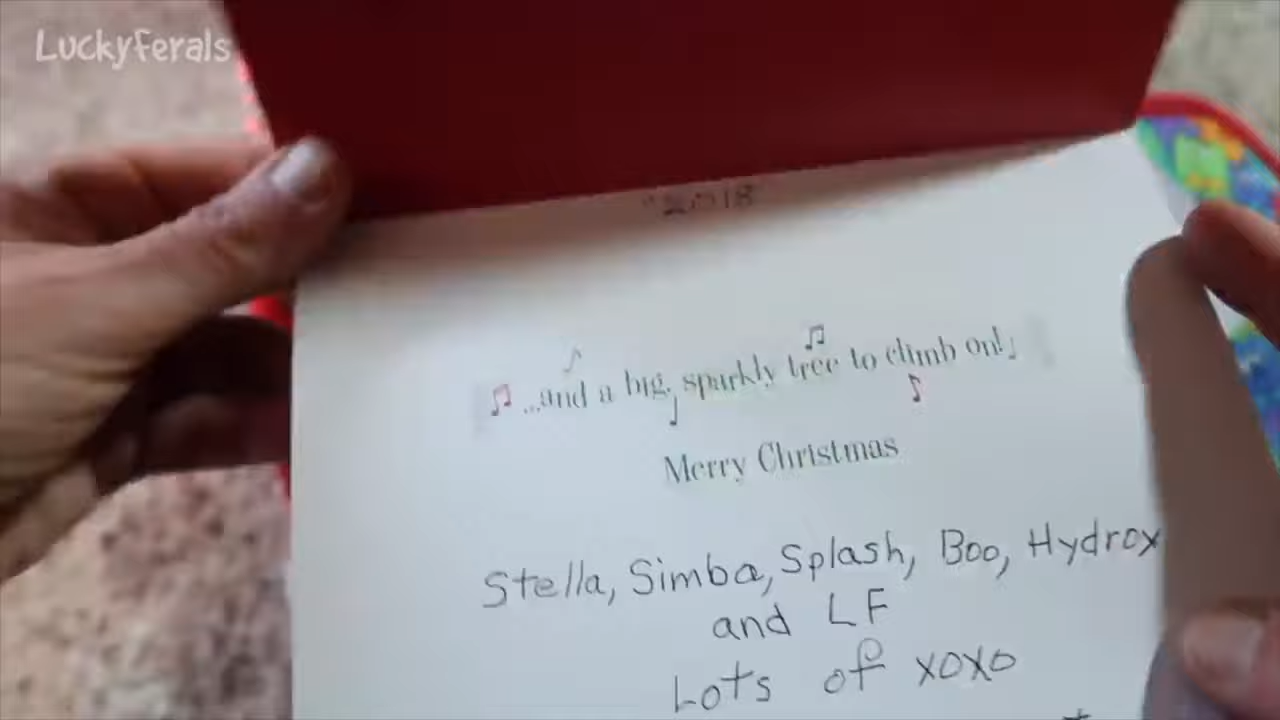 LuckyFerals
"2018"
...and a big, sparkly tree to climb on!
Merry Christmas
Stella, Simba, Splash, Boo, Hydrox
and LF
Lots of xoxo